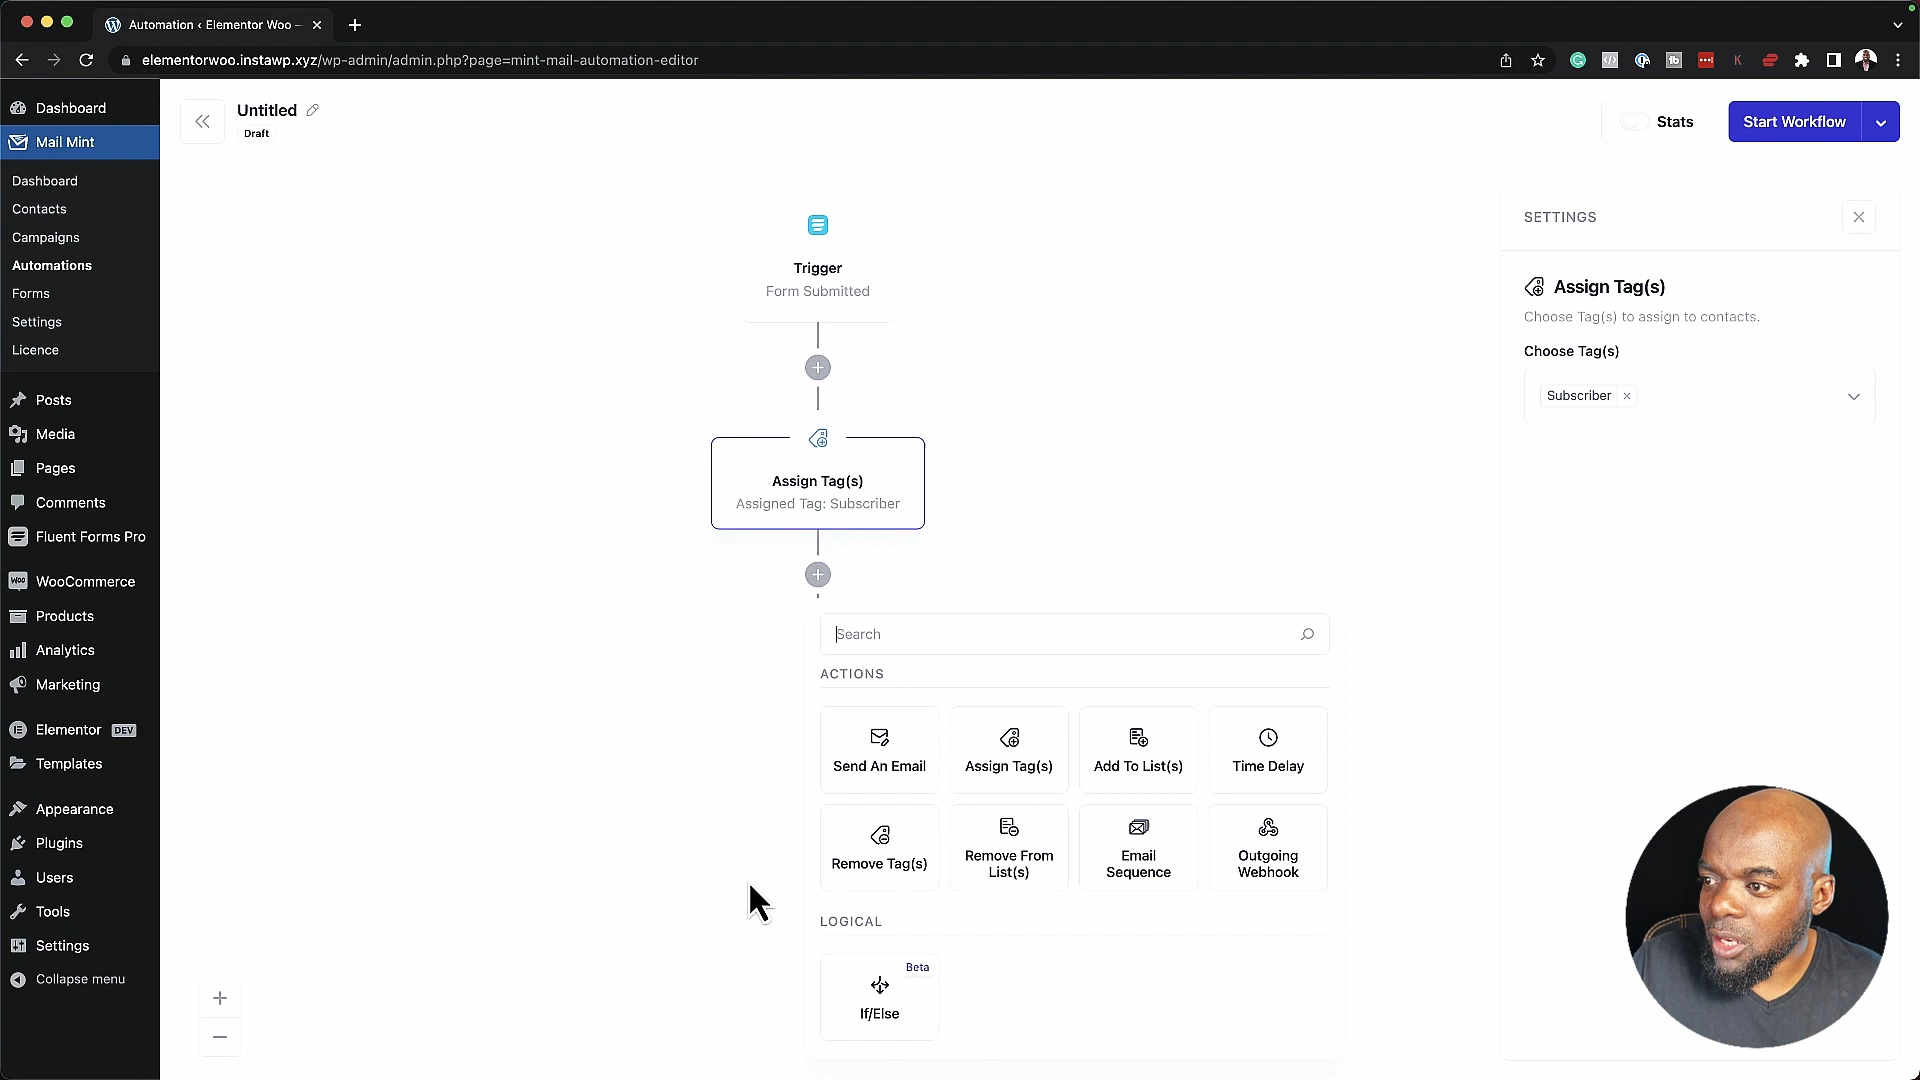 Automation ‹ Elementor Woo –
elementorwoo.instawp.xyz/wp-admin/admin.php?page=mint-mail-automation-editor
Dashboard
Mail Mint
Dashboard
Contacts
Campaigns
Automations
Forms
Settings
Licence
Posts
Media
Pages
Comments
Fluent Forms Pro
WooCommerce
Products
Analytics
Marketing
Elementor DEV
Templates
Appearance
Plugins
Users
Tools
Settings
Collapse menu
Untitled
Draft
Stats
Start Workflow
Trigger
Form Submitted
Assign Tag(s)
Assigned Tag: Subscriber
Search
ACTIONS
Send An Email
Assign Tag(s)
Add To List(s)
Time Delay
Remove Tag(s)
Remove From
List(s)
Email
Sequence
Outgoing
Webhook
LOGICAL
Beta
If/Else
SETTINGS
Assign Tag(s)
Choose Tag(s) to assign to contacts.
Choose Tag(s)
Subscriber